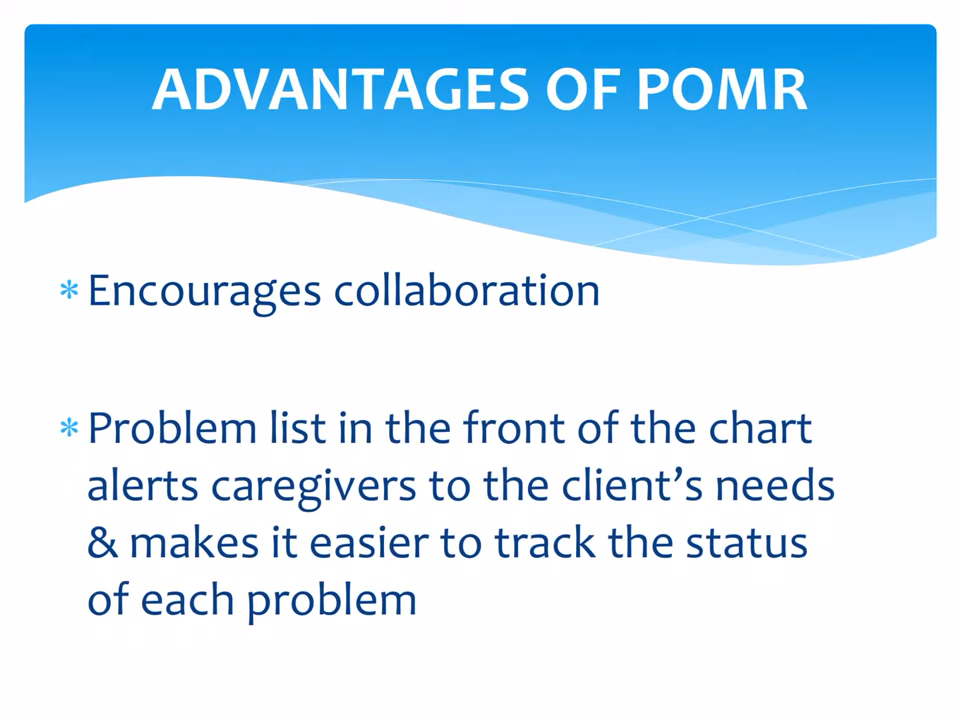 ADVANTAGES OF POMR
* Encourages collaboration
* Problem list in the front of the chart
alerts caregivers to the client’s needs
& makes it easier to track the status
of each problem